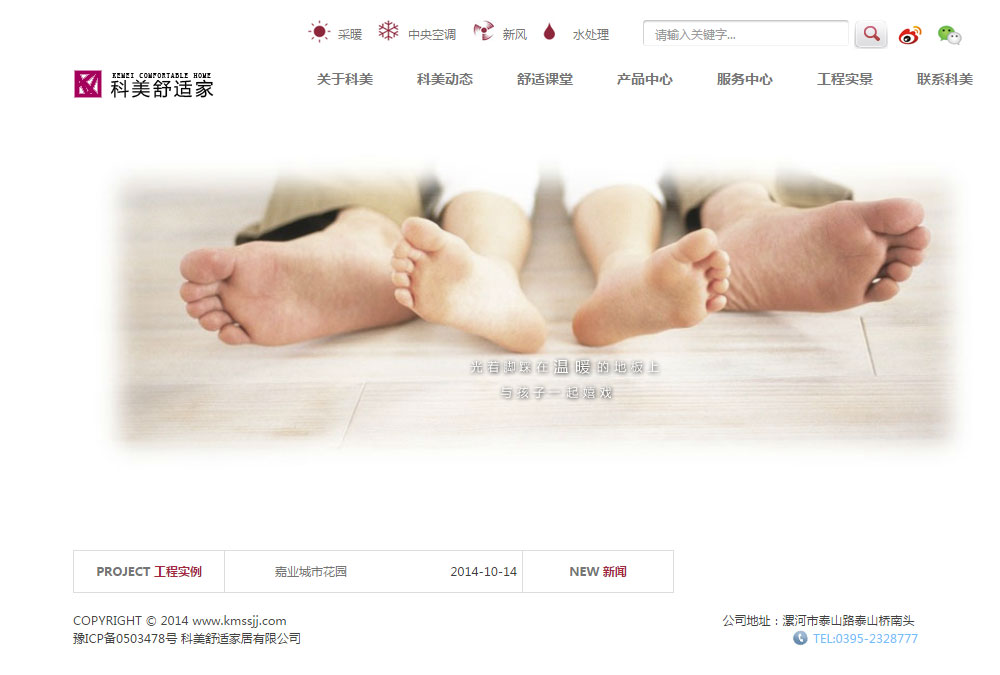 采暖 中央空调 新风 水处理 请输入关键字...
KEMEI COMFORTABLE HOME
科美舒适家
关于科美 科美动态 舒适课堂 产品中心 服务中心 工程实景 联系科美
光着脚踩在温暖的地板上
与孩子一起嬉戏
PROJECT 工程实例 嘉业城市花园 2014-10-14 NEW 新闻
COPYRIGHT © 2014 www.kmssjj.com 公司地址：漯河市泰山路泰山桥南头
豫ICP备0503478号 科美舒适家居有限公司 TEL:0395-2328777